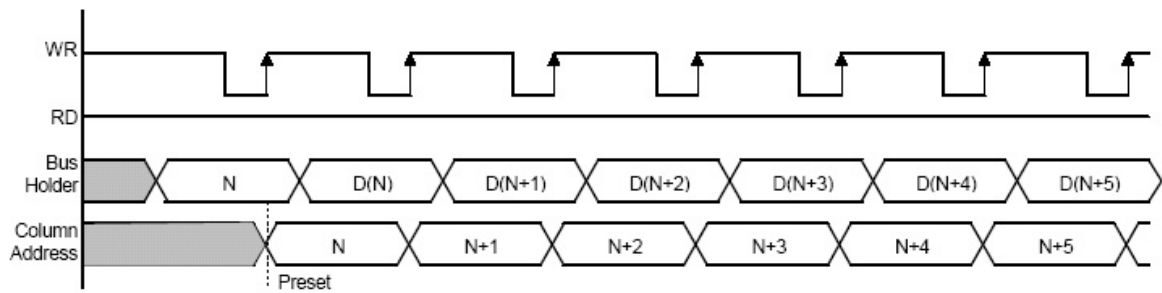 WR
RD
Bus
Holder
N D(N) D(N+1) D(N+2) D(N+3) D(N+4) D(N+5)
Column
Address
N N+1 N+2 N+3 N+4 N+5
Preset